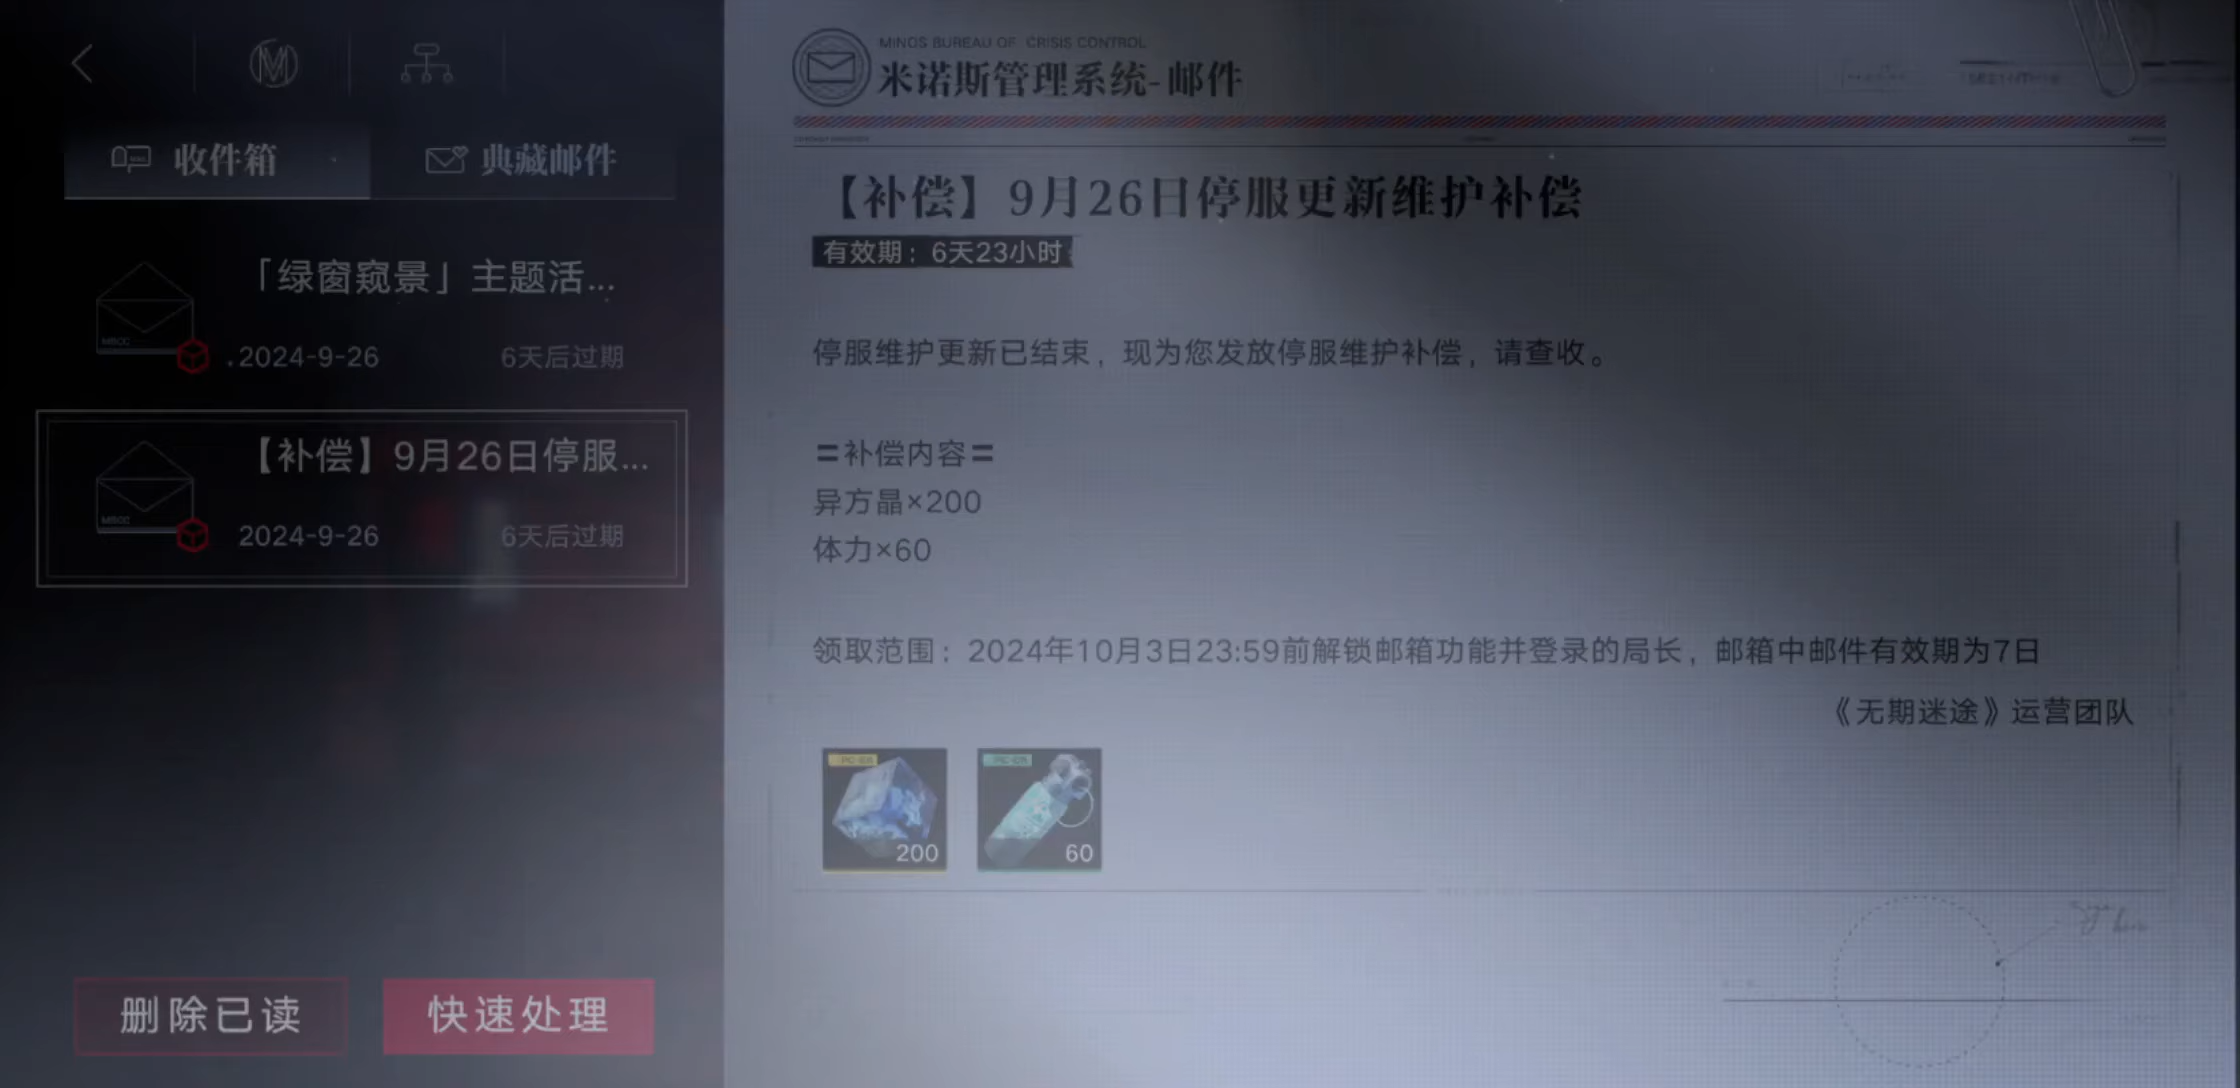 MINOS BUREAU OF CRISIS CONTROL
米诺斯管理系统-邮件
收件箱
典藏邮件
「绿窗窥景」主题活...
MBCC
.2024-9-26
6天后过期
【补偿】9月26日停服...
MBCC
2024-9-26
6天后过期
删除已读
快速处理
【补偿】9月26日停服更新维护补偿
有效期：6天23小时
停服维护更新已结束，现为您发放停服维护补偿，请查收。
〓补偿内容〓
异方晶×200
体力×60
领取范围：2024年10月3日23:59前解锁邮箱功能并登录的局长，邮箱中邮件有效期为7日
《无期迷途》运营团队
200
60